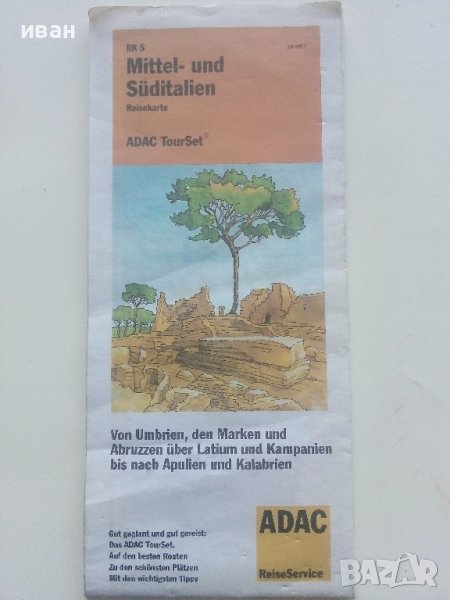 иван
RR 5
Mittel- und
Süditalien
Reisekarte
ADAC TourSet®
Von Umbrien, den Marken und
Abruzzen über Latium und Kampanien
bis nach Apulien und Kalabrien
Gut geplant und gut gereist:
Das ADAC TourSet.
Auf den besten Routen
Zu den schönsten Plätzen
Mit den wichtigsten Tipps
ADAC
ReiseService
BAZAR